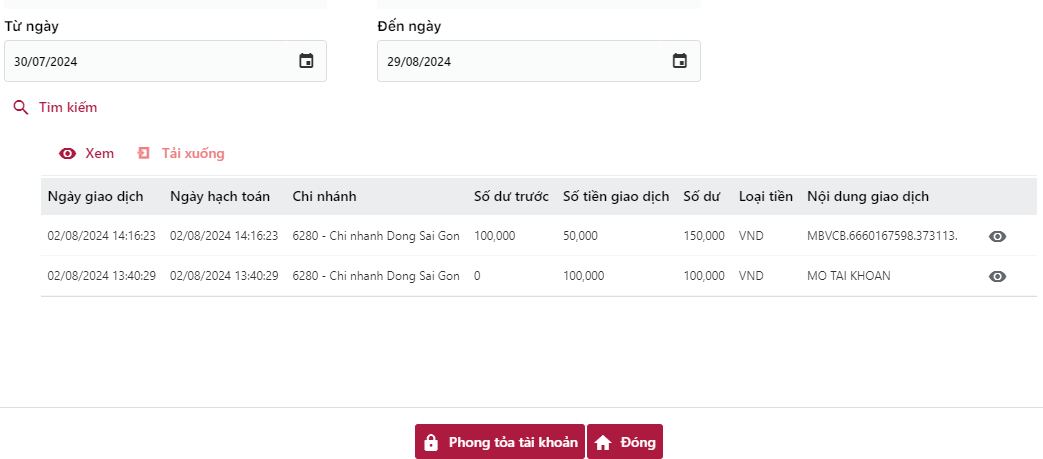 Từ ngày Đến ngày
30/07/2024 29/08/2024
Tìm kiếm
Xem Tải xuống
Ngày giao dịch Ngày hạch toán Chi nhánh Số dư trước Số tiền giao dịch Số dư Loại tiền Nội dung giao dịch
02/08/2024 14:16:23 02/08/2024 14:16:23 6280 - Chi nhanh Dong Sai Gon 100,000 50,000 150,000 VND MBVCB.6660167598.373113.
02/08/2024 13:40:29 02/08/2024 13:40:29 6280 - Chi nhanh Dong Sai Gon 0 100,000 100,000 VND MO TAI KHOAN
Phong tỏa tài khoản Đóng